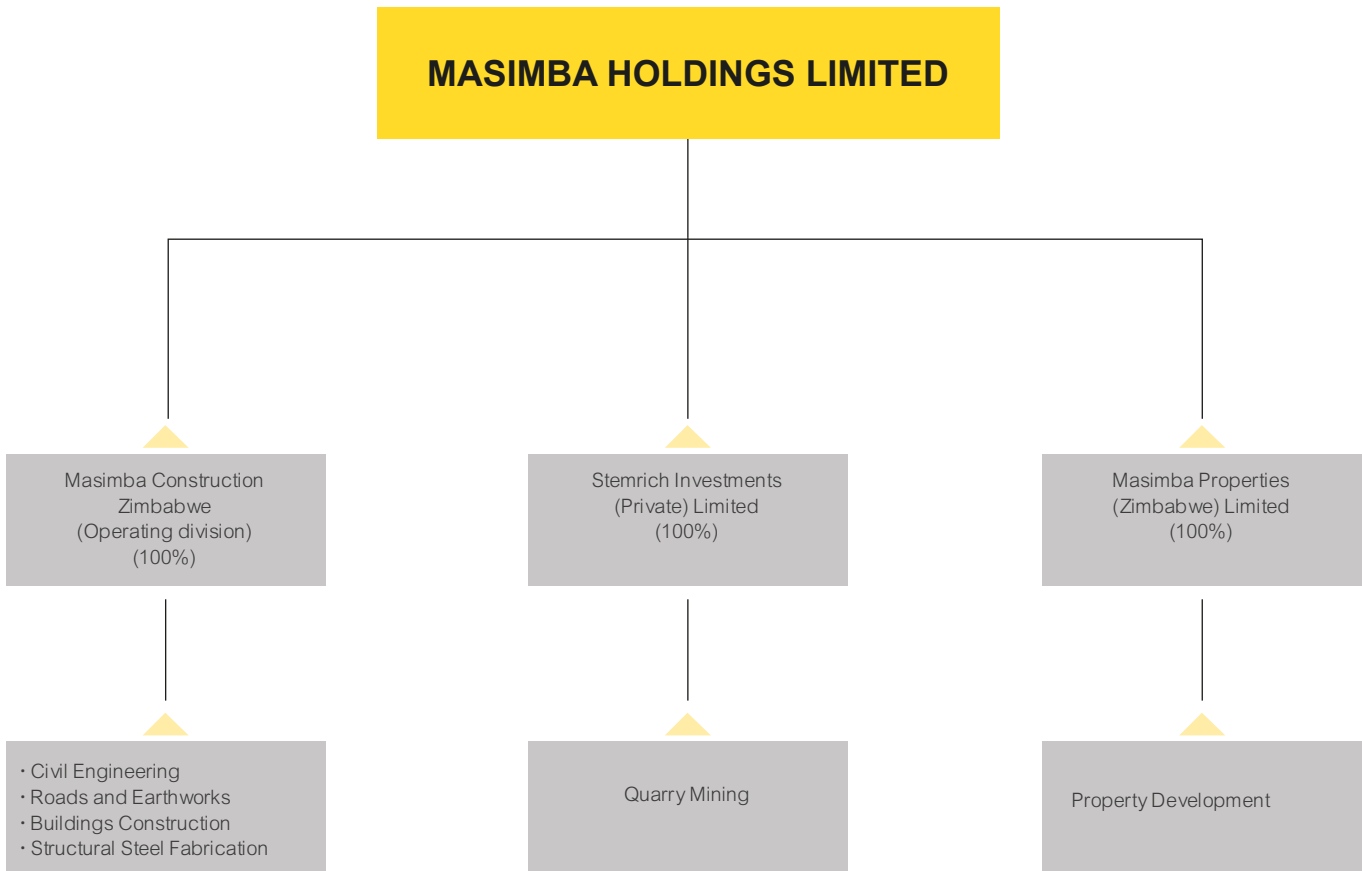 MASIMBA HOLDINGS LIMITED
Masimba Construction
Zimbabwe
(Operating division)
(100%)
Stemrich Investments
(Private) Limited
(100%)
Masimba Properties
(Zimbabwe) Limited
(100%)
• Civil Engineering
• Roads and Earthworks
• Buildings Construction
• Structural Steel Fabrication
Quarry Mining
Property Development